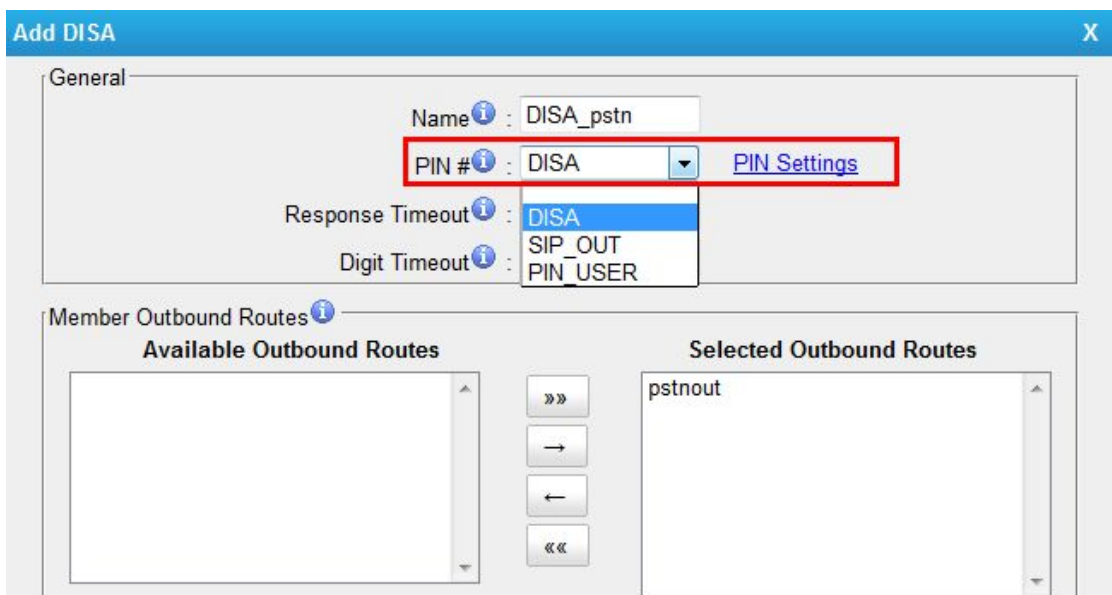 Add DISA X
General
Name : DISA_pstn
PIN # : DISA PIN Settings
Response Timeout :
DISA
SIP_OUT
Digit Timeout :
PIN_USER
Member Outbound Routes
Available Outbound Routes Selected Outbound Routes
»» pstnout
→
←
««